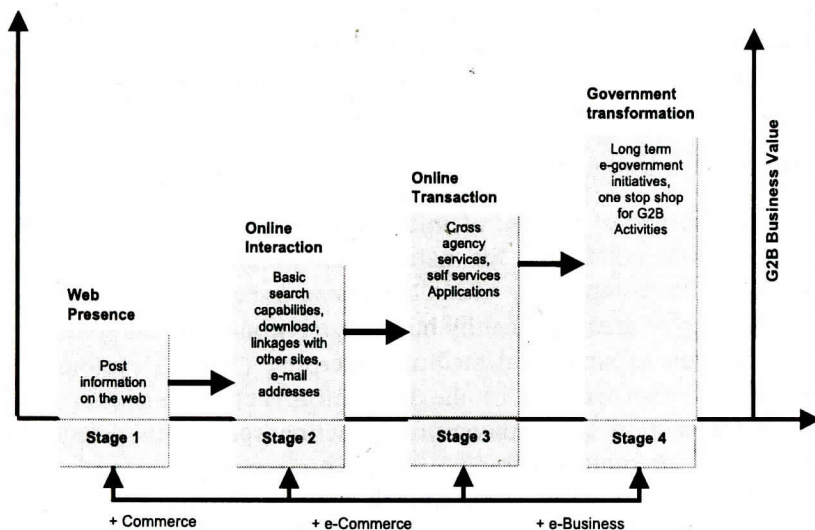 Government
transformation
Long term
e-government
initiatives,
one stop shop
for G2B
Activities
Online
Transaction
Cross
agency
services,
self services
Applications
Online
Interaction
Basic
search
capabilities,
download,
linkages with
other sites,
e-mail
addresses
Web
Presence
Post
information
on the web
G2B Business Value
Stage 1
Stage 2
Stage 3
Stage 4
+ Commerce
+ e-Commerce
+ e-Business